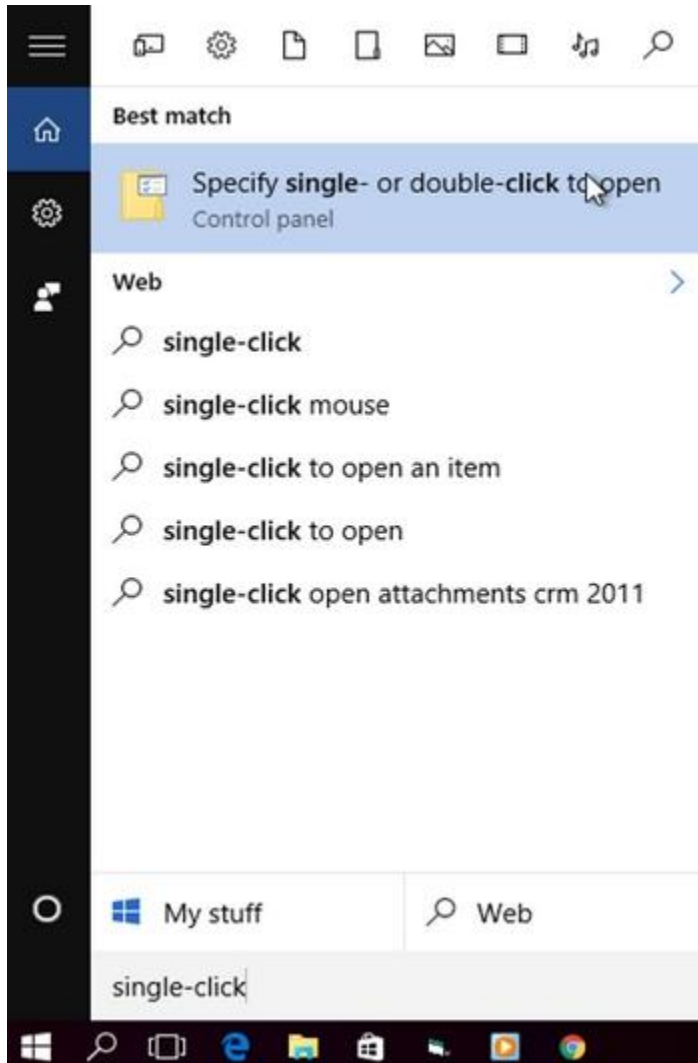 Best match
Specify single- or double-click to open
Control panel
Web
single-click
single-click mouse
single-click to open an item
single-click to open
single-click open attachments crm 2011
My stuff
Web
single-click